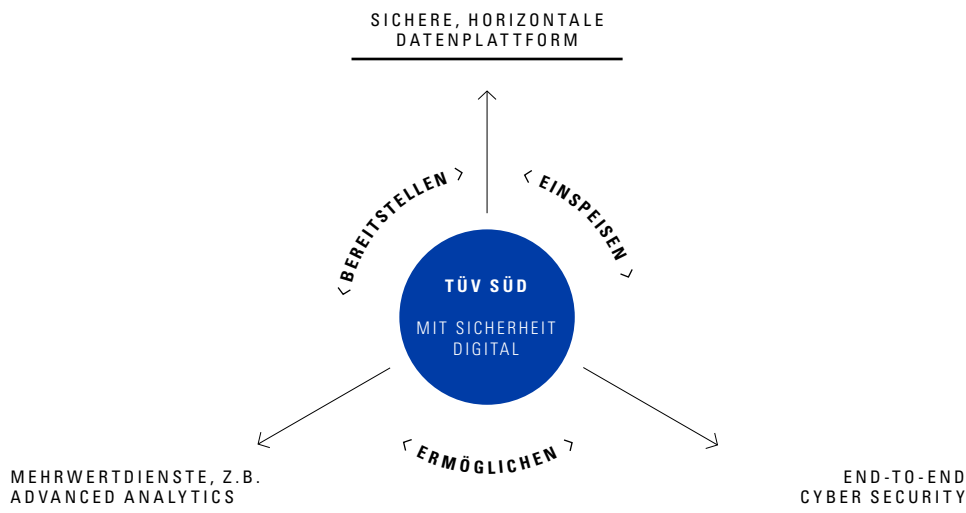 SICHERE, HORIZONTALE
DATENPLATTFORM
< BEREITSTELLEN >
< EINSPEISEN >
TÜV SÜD
MIT SICHERHEIT
DIGITAL
< ERMÖGLICHEN >
MEHRWERTDIENSTE, Z.B.
ADVANCED ANALYTICS
END-TO-END
CYBER SECURITY